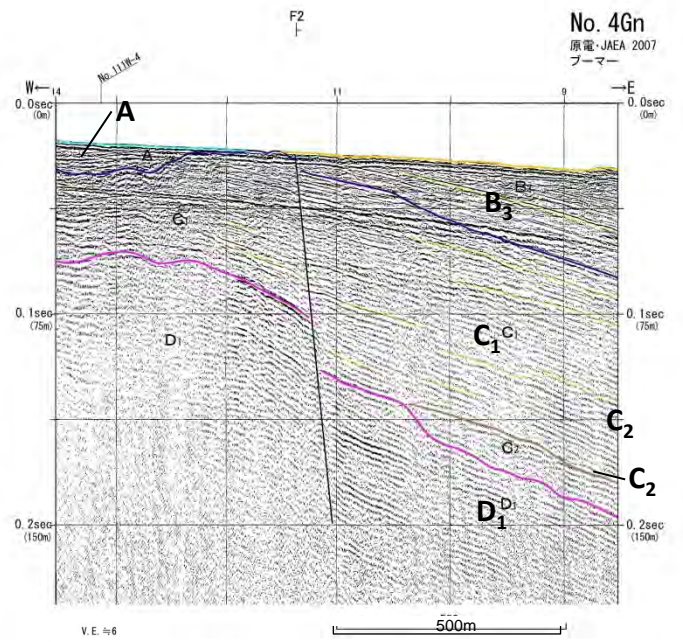 F2
No. 4Gn
原電・JAEA 2007
ブーマー
No.111W-4
W← →E
14 11 9
0.0sec 0.0sec
(0m) (0m)
A
A
B₃
C₁
0.1sec 0.1sec
(75m) (75m)
D₁
C₁
C₁
C₂
C₂
C₂
D₁
D₁
0.2sec 0.2sec
(150m) (150m)
V.E.≒6
500m